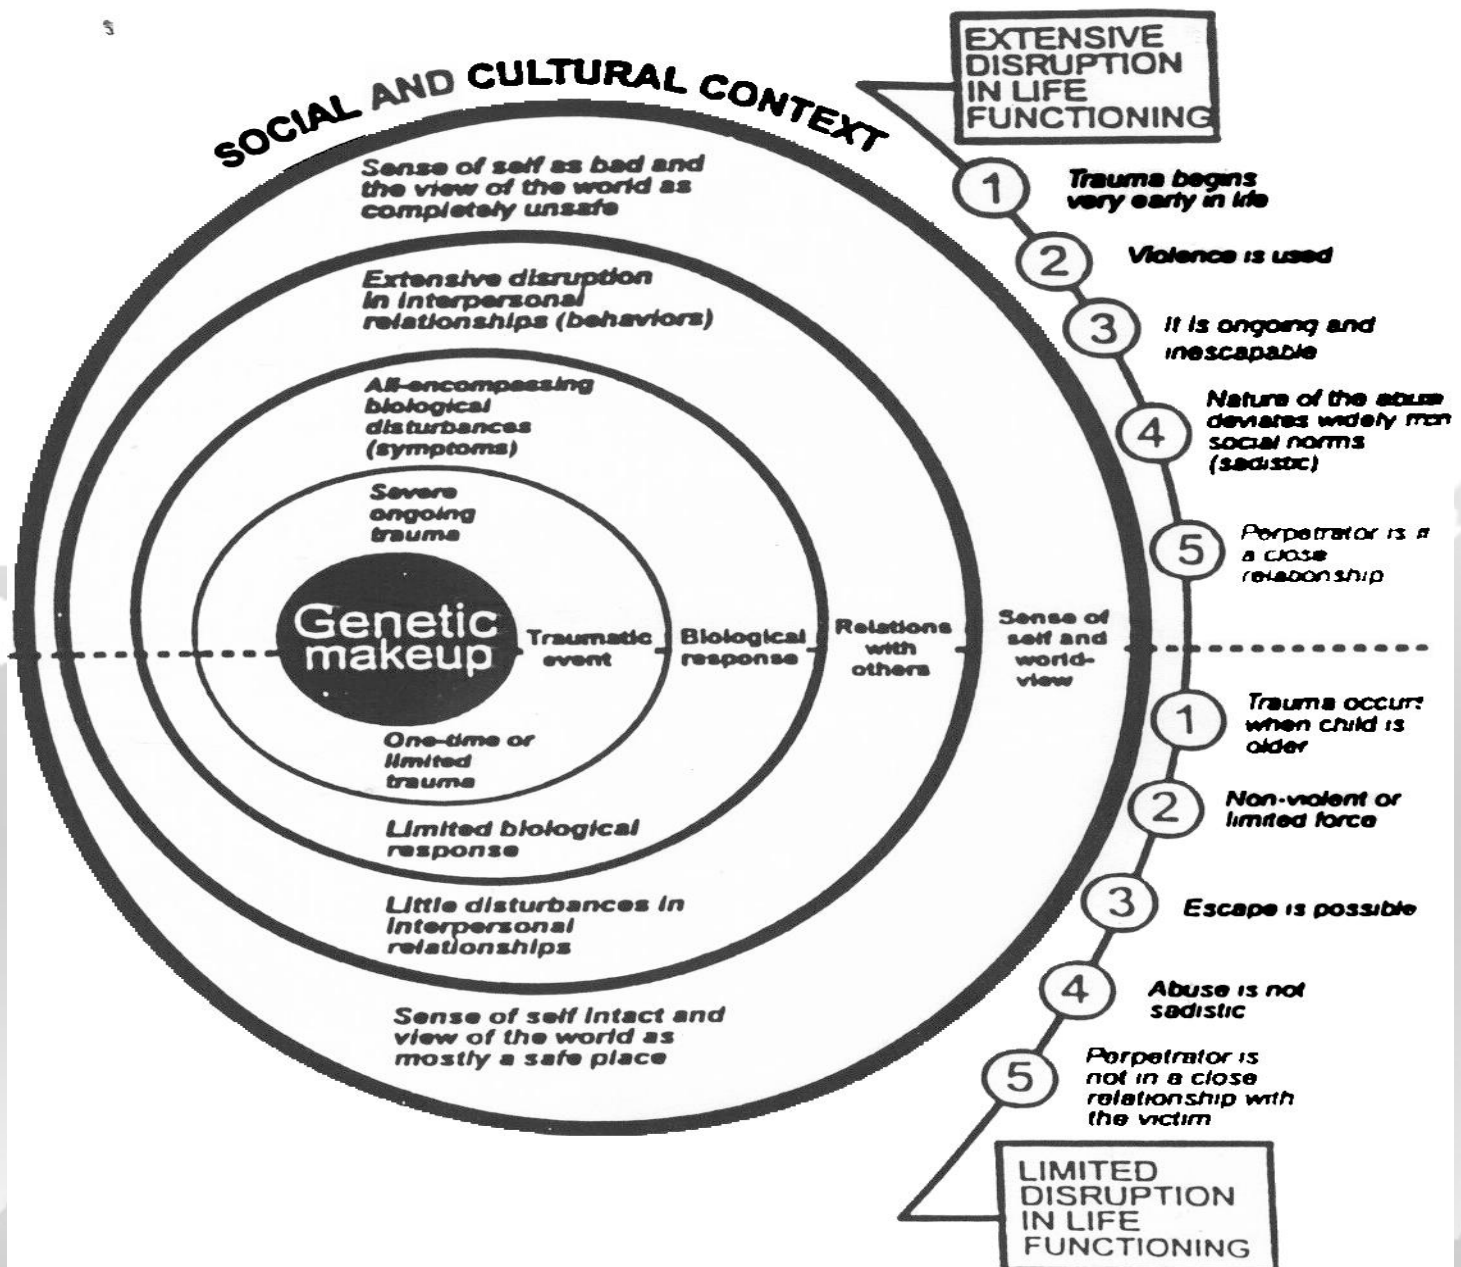 SOCIAL AND CULTURAL CONTEXT
EXTENSIVE
DISRUPTION
IN LIFE
FUNCTIONING
Sense of self as bad and
the view of the world as
completely unsafe
Extensive disruption
in interpersonal
relationships (behaviors)
All-encompassing
biological
disturbances
(symptoms)
Severe
ongoing
trauma
Genetic
makeup
Traumatic
event
Biological
response
Relations
with
others
Sense of
self and
world-
view
One-time or
limited
trauma
Limited biological
response
Little disturbances in
interpersonal
relationships
Sense of self intact and
view of the world as
mostly a safe place
1
Trauma begins
very early in life
2
Violence is used
3
It is ongoing and
inescapable
4
Nature of the abuse
deviates widely
social norms
(sadistic)
5
Perpetrator is
a close
relationship
1
Trauma occurs
when child is
older
2
Non-violent or
limited force
3
Escape is possible
4
Abuse is not
sadistic
5
Perpetrator is
not in a close
relationship with
the victim
LIMITED
DISRUPTION
IN LIFE
FUNCTIONING